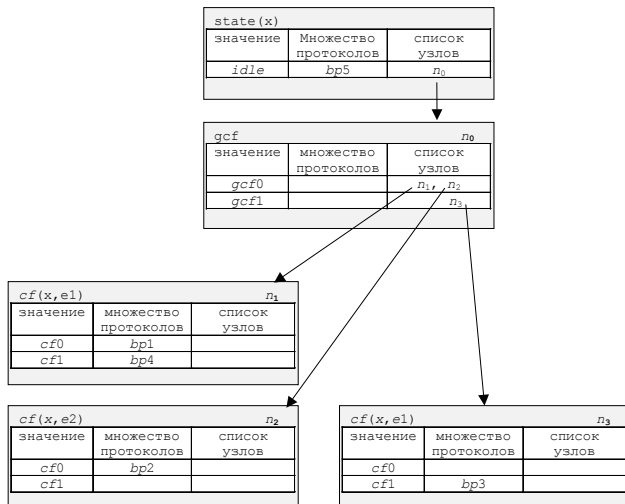 state(x)
значение Множество протоколов список узлов
idle bp5 n0
gcf n0
значение множество протоколов список узлов
gcf0 n1, n2
gcf1 n3
cf(x,e1) n1
значение множество протоколов список узлов
cf0 bp1
cf1 bp4
cf(x,e2) n2
значение множество протоколов список узлов
cf0 bp2
cf1
cf(x,e1) n3
значение множество протоколов список узлов
cf0
cf1 bp3